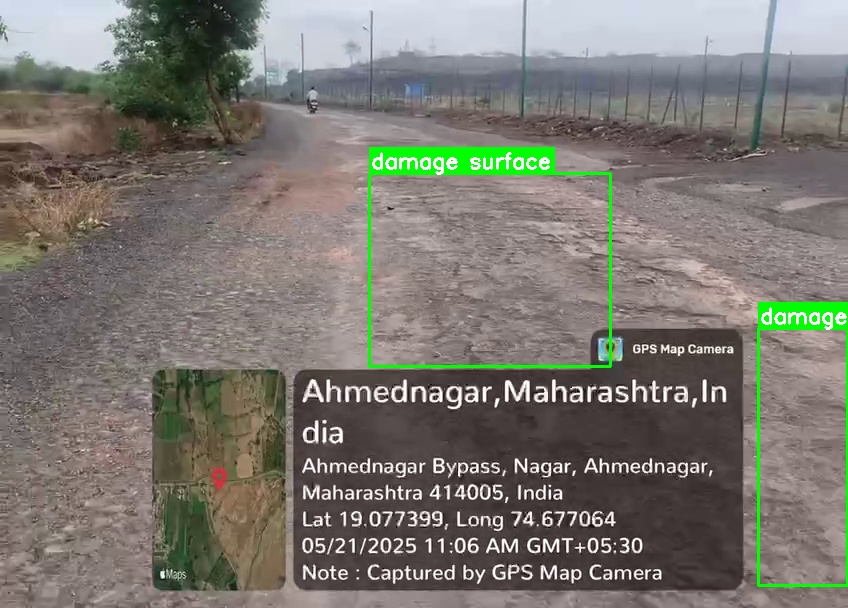 damage surface
damage
GPS Map Camera
Ahmednagar,Maharashtra,In
dia
Ahmednagar Bypass, Nagar, Ahmednagar,
Maharashtra 414005, India
Lat 19.077399, Long 74.677064
05/21/2025 11:06 AM GMT+05:30
Note : Captured by GPS Map Camera
Maps